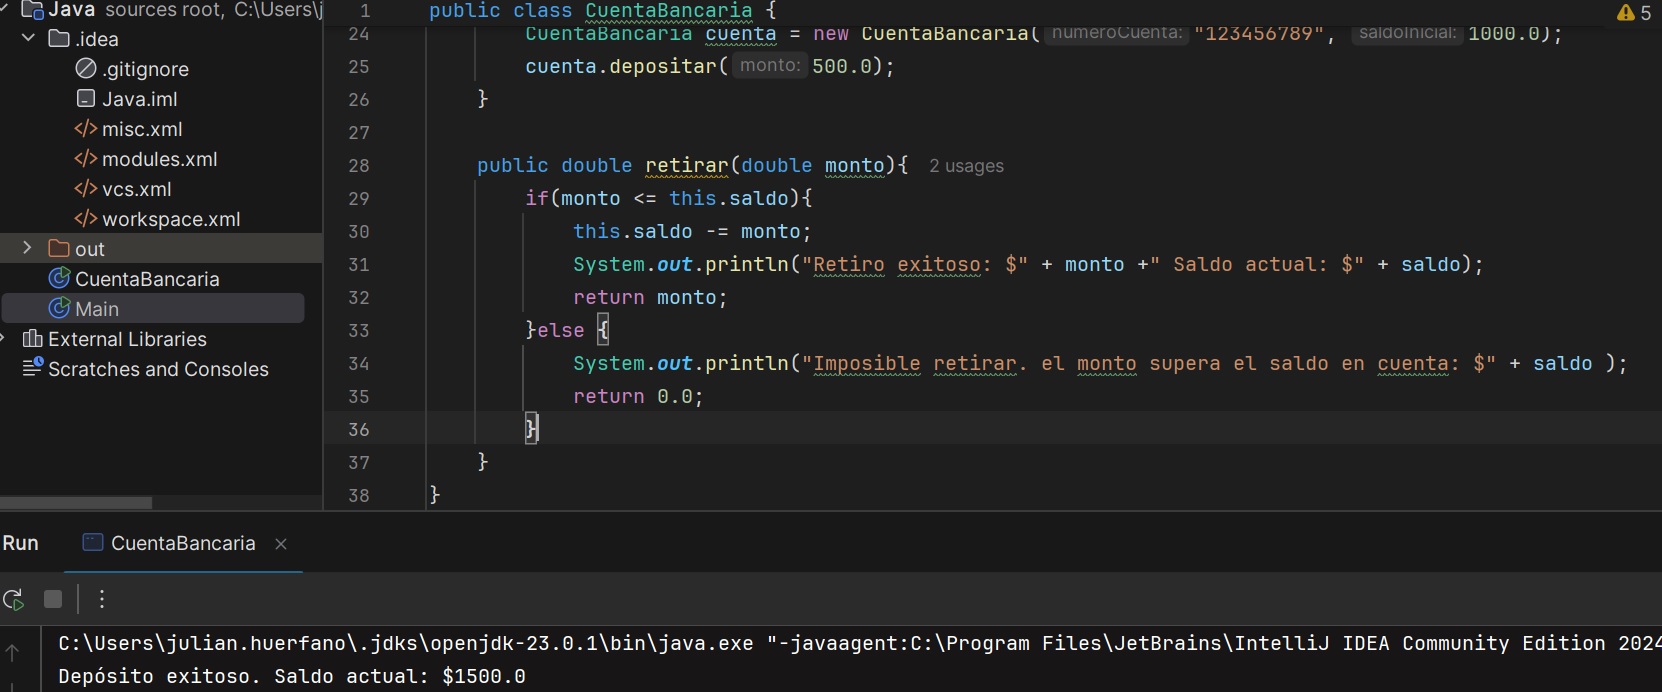 Java sources root, C:\Users\j
.idea
.gitignore
Java.iml
misc.xml
modules.xml
vcs.xml
workspace.xml
out
CuentaBancaria
Main
External Libraries
Scratches and Consoles
1 public class CuentaBancaria { 5
24 CuentaBancaria cuenta = new CuentaBancaria( numeroCuenta: "123456789", saldoInicial: 1000.0);
25 cuenta.depositar( monto: 500.0);
26 }
27
28 public double retirar(double monto){ 2 usages
29 if(monto <= this.saldo){
30 this.saldo -= monto;
31 System.out.println("Retiro exitoso: $" + monto +" Saldo actual: $" + saldo);
32 return monto;
33 }else {
34 System.out.println("Imposible retirar. el monto supera el saldo en cuenta: $" + saldo );
35 return 0.0;
36 }
37 }
38 }
Run CuentaBancaria
C:\Users\julian.huerfano\.jdks\openjdk-23.0.1\bin\java.exe "-javaagent:C:\Program Files\JetBrains\IntelliJ IDEA Community Edition 2024
Depósito exitoso. Saldo actual: $1500.0